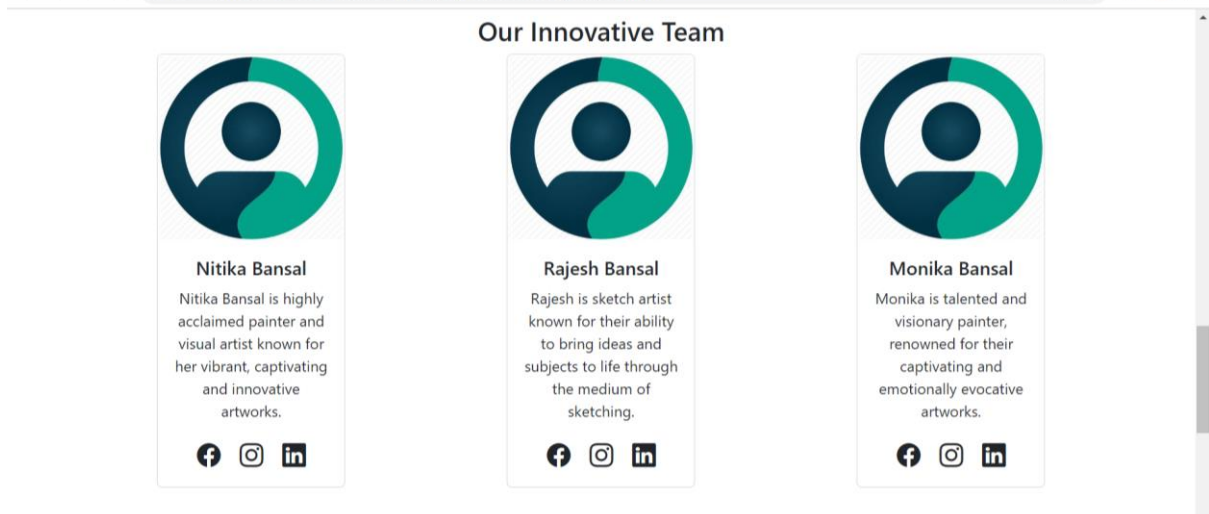 Our Innovative Team
Nitika Bansal
Nitika Bansal is highly
acclaimed painter and
visual artist known for
her vibrant, captivating
and innovative
artworks.
Rajesh Bansal
Rajesh is sketch artist
known for their ability
to bring ideas and
subjects to life through
the medium of
sketching.
Monika Bansal
Monika is talented and
visionary painter,
renowned for their
captivating and
emotionally evocative
artworks.